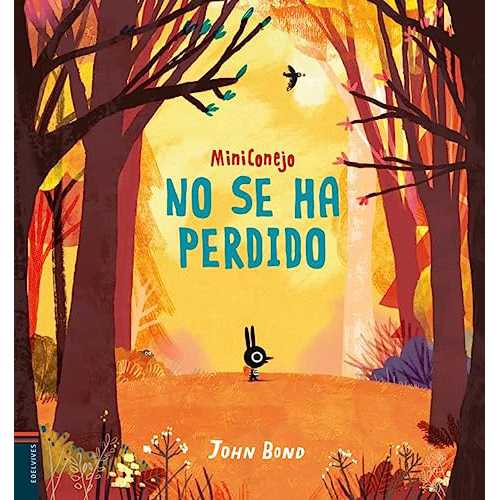 MiniConejo
NO SE HA
PERDIDO
JOHN BOND
EDELVIVES